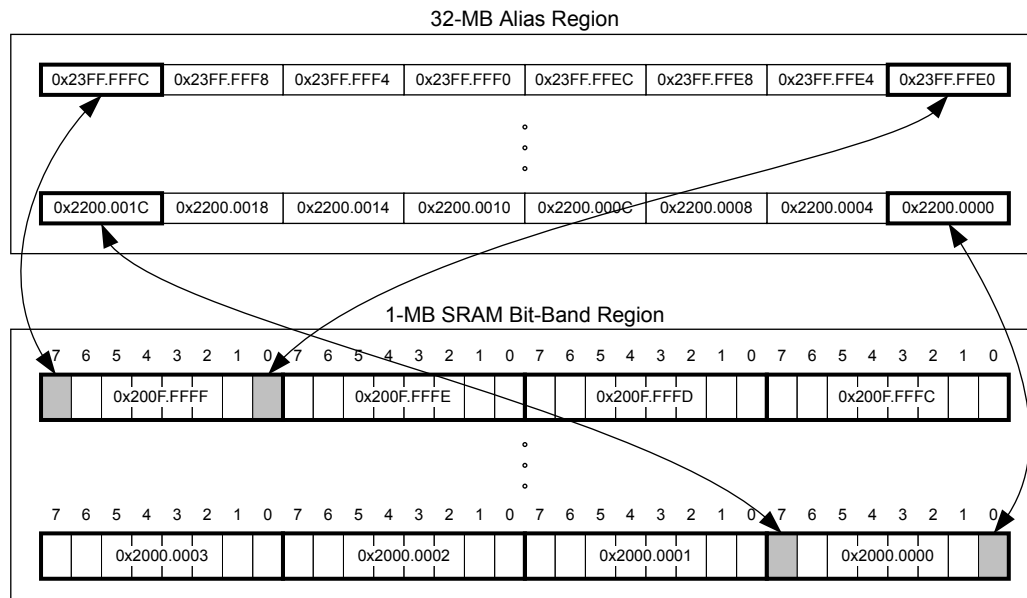 32-MB Alias Region
0x23FF.FFFC 0x23FF.FFF8 0x23FF.FFF4 0x23FF.FFF0 0x23FF.FFEC 0x23FF.FFE8 0x23FF.FFE4 0x23FF.FFE0
0x2200.001C 0x2200.0018 0x2200.0014 0x2200.0010 0x2200.000C 0x2200.0008 0x2200.0004 0x2200.0000
1-MB SRAM Bit-Band Region
7 6 5 4 3 2 1 0 7 6 5 4 3 2 1 0 7 6 5 4 3 2 1 0 7 6 5 4 3 2 1 0
0x200F.FFFF 0x200F.FFFE 0x200F.FFFD 0x200F.FFFC
7 6 5 4 3 2 1 0 7 6 5 4 3 2 1 0 7 6 5 4 3 2 1 0 7 6 5 4 3 2 1 0
0x2000.0003 0x2000.0002 0x2000.0001 0x2000.0000